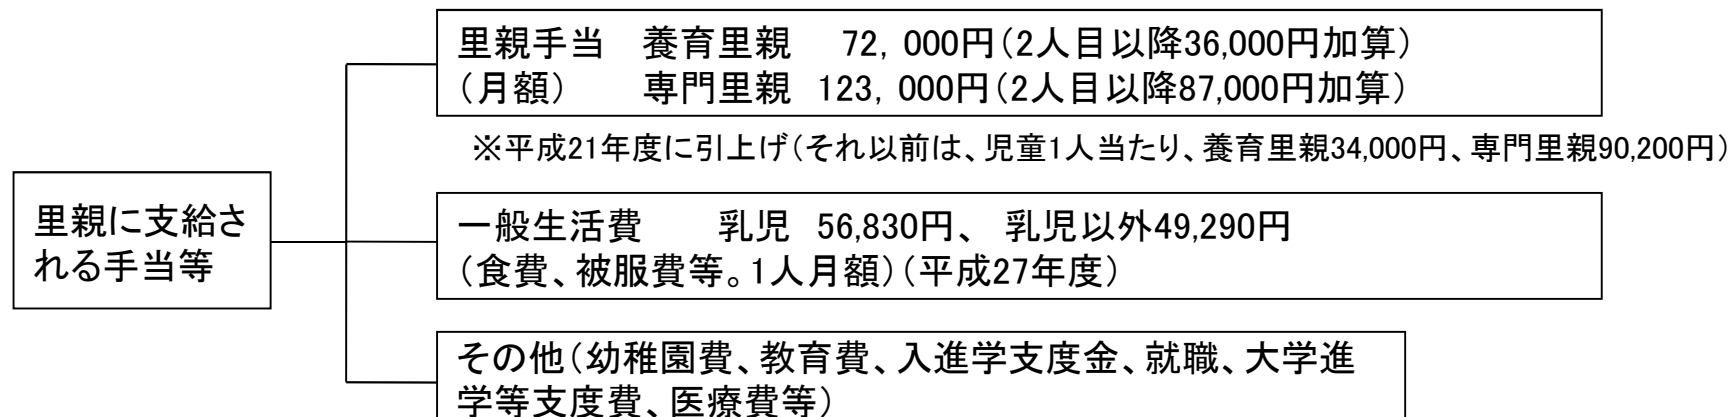 里親手当　養育里親　 72，000円（2人目以降36,000円加算）
（月額）　　専門里親　123，000円（2人目以降87,000円加算）
※平成21年度に引上げ（それ以前は、児童1人当たり、養育里親34,000円、専門里親90,200円）
里親に支給さ
れる手当等
一般生活費　　乳児　56,830円、 乳児以外49,290円
（食費、被服費等。1人月額）（平成27年度）
その他（幼稚園費、教育費、入進学支度金、就職、大学進
学等支度費、医療費等）